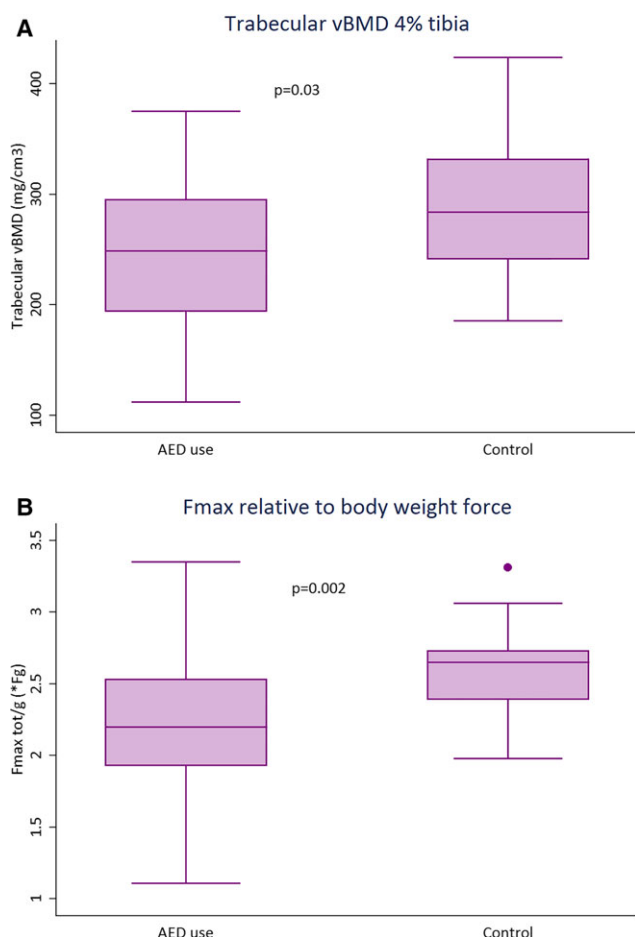 A
Trabecular vBMD 4% tibia
Trabecular vBMD (mg/cm3)
400
300
200
100
p=0.03
AED use Control
B
Fmax relative to body weight force
Fmax tot/g (*Fg)
3.5
3
2.5
2
1.5
1
p=0.002
AED use Control